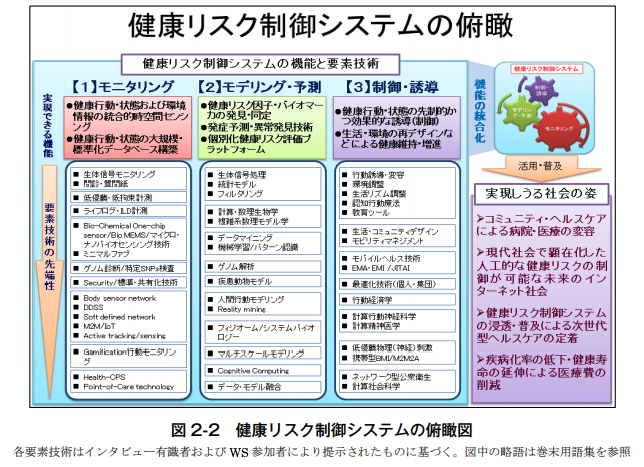 健康リスク制御システムの俯瞰
健康リスク制御システムの機能と要素技術
実現できる機能
要素技術の先端性
【1】モニタリング
●健康行動・状態および環境
情報の統合的時空間センシ
ング
●健康行動・状態の大規模・
標準化データベース構築
■ 生体信号モニタリング
■ 問診・質問紙
■ 低侵襲・低拘束計測
■ ライフログ・ILD計測
■ Bio-Chemical One-chip
sensor/Bio MEMS/マイクロ・
ナノバイオセンシング技術
■ ミニマルファブ
■ ゲノム診断/特定SNPs検査
■ Security/標準・共有化技術
■ Body sensor network
■ DDSS
■ Soft defined network
■ M2M/IoT
■ Active tracking/sensing
■ Gamification行動モニタリン
グ
■ Health-GPS
■ Point-of-Care technology
【2】モデリング・予測
●健康リスク因子・バイオマー
カの発見・同定
●発症予測・異常発見技術
●個別化健康リスク評価プ
ラットフォーム
■ 生体信号処理
■ 統計モデル
■ フィルタリング
■ 計算・数理生物学
■ 複雑系数理モデル学
■ データマイニング
■ 機械学習/パターン認識
■ ゲノム解析
■ 疾患動物モデル
■ 人間行動モデリング
■ Reality mining
■ フィジオーム/システムバイオ
ロジー
■ マルチスケールモデリング
■ Cognitive Computing
■ データ・モデル融合
【3】制御・誘導
●健康行動・状態の先制的か
つ効果的な誘導(制御)
●生活・環境の再デザインな
どによる健康維持・増進
■ 行動誘導・変容
■ 環境調整
■ 生活リズム調整
■ 認知行動療法
■ 教育ツール
■ 生活・コミュニティデザイン
■ モビリティマネジメント
■ モバイルヘルス技術
■ EMA・EMI/JITAI
■ 最適化技術(個人・集団)
■ 行動経済学
■ 計算行動神経科学
■ 計算精神医学
■ 低侵襲物理(神経)刺激
■ 携帯型BMI/M2M2A
■ ネットワーク型公衆衛生
■ 計算社会科学
機能の統合化
健康リスク制御システム
制御・
誘導
モデリン
グ・予測
モニタリング
活用・普及
実現しうる社会の姿
➢コミュニティ・ヘルスケア
による病院・医療の変容
➢現代社会で顕在化した
人工的な健康リスクの制
御が可能な未来のイン
ターネット社会
➢健康リスク制御システム
の浸透・普及による次世代
型ヘルスケアの定着
➢疾病化率の低下・健康寿
命の延伸による医療費の
削減
図 2-2 健康リスク制御システムの俯瞰図
各要素技術はインタビュー有識者および WS 参加者により提示されたものに基づく。図中の略語は巻末用語集を参照